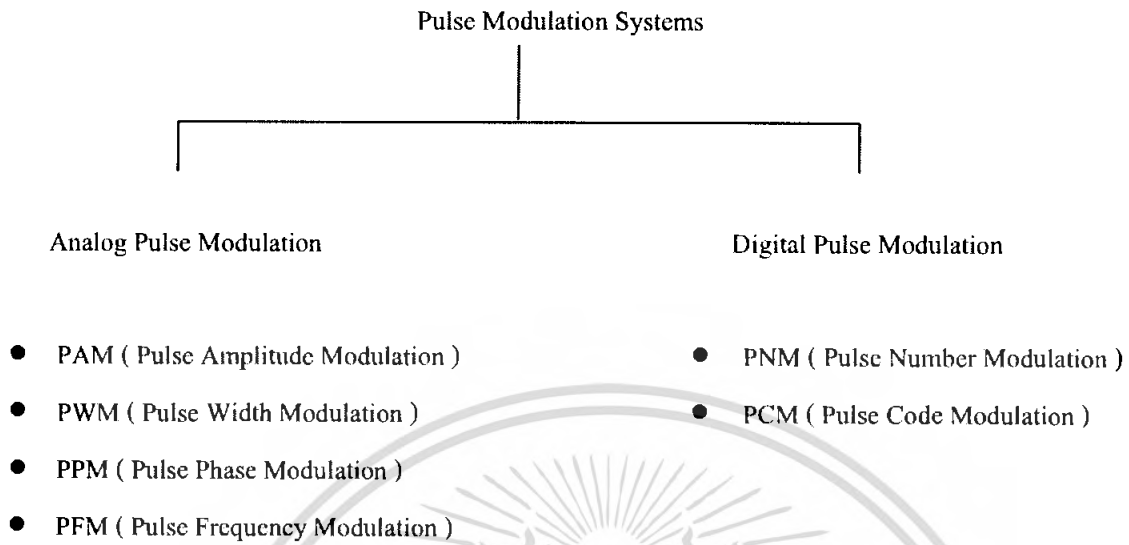 Pulse Modulation Systems
Analog Pulse Modulation
Digital Pulse Modulation
● PAM ( Pulse Amplitude Modulation )
● PWM ( Pulse Width Modulation )
● PPM ( Pulse Phase Modulation )
● PFM ( Pulse Frequency Modulation )
● PNM ( Pulse Number Modulation )
● PCM ( Pulse Code Modulation )